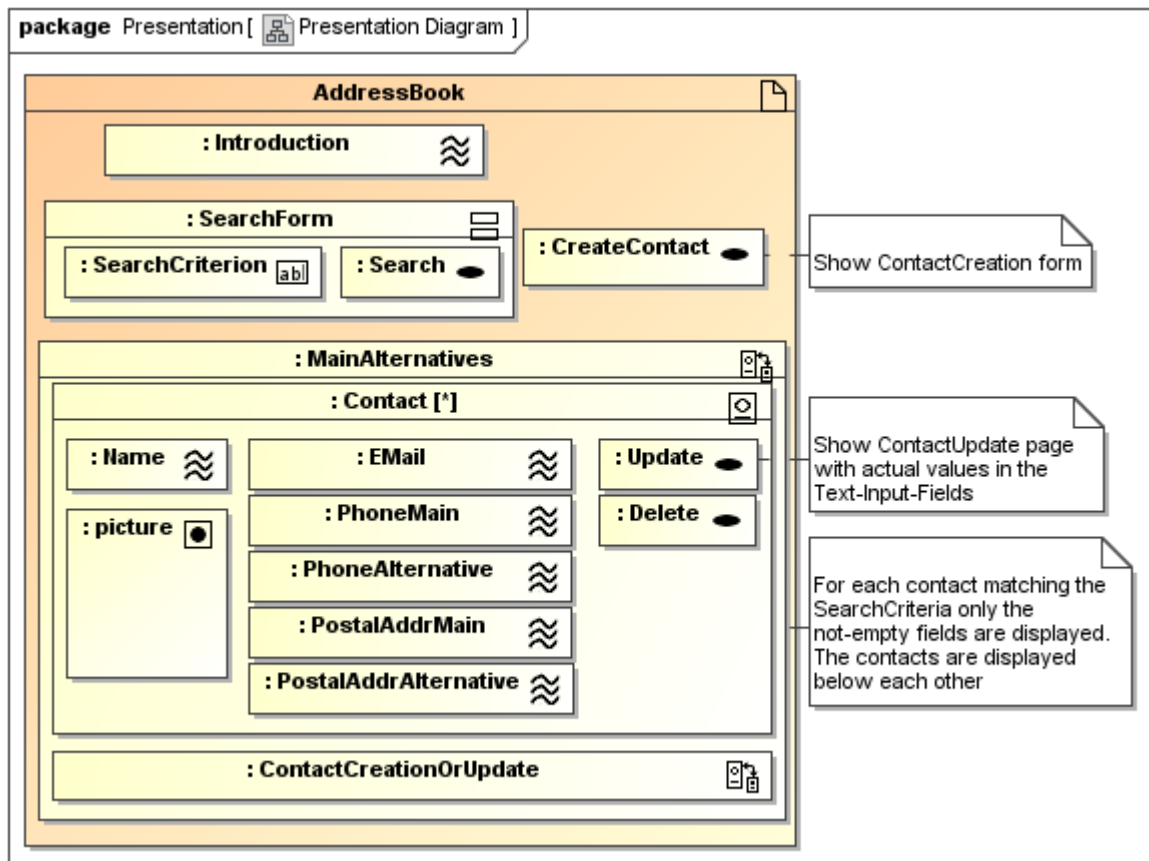 package Presentation [ Presentation Diagram ]
AddressBook
: Introduction
: SearchForm
: SearchCriterion
ab
: Search
: CreateContact
Show ContactCreation form
: MainAlternatives
: Contact [*]
: Name
: picture
: EMail
: PhoneMain
: PhoneAlternative
: PostalAddrMain
: PostalAddrAlternative
: Update
: Delete
Show ContactUpdate page
with actual values in the
Text-Input-Fields
For each contact matching the
SearchCriteria only the
not-empty fields are displayed.
The contacts are displayed
below each other
: ContactCreationOrUpdate